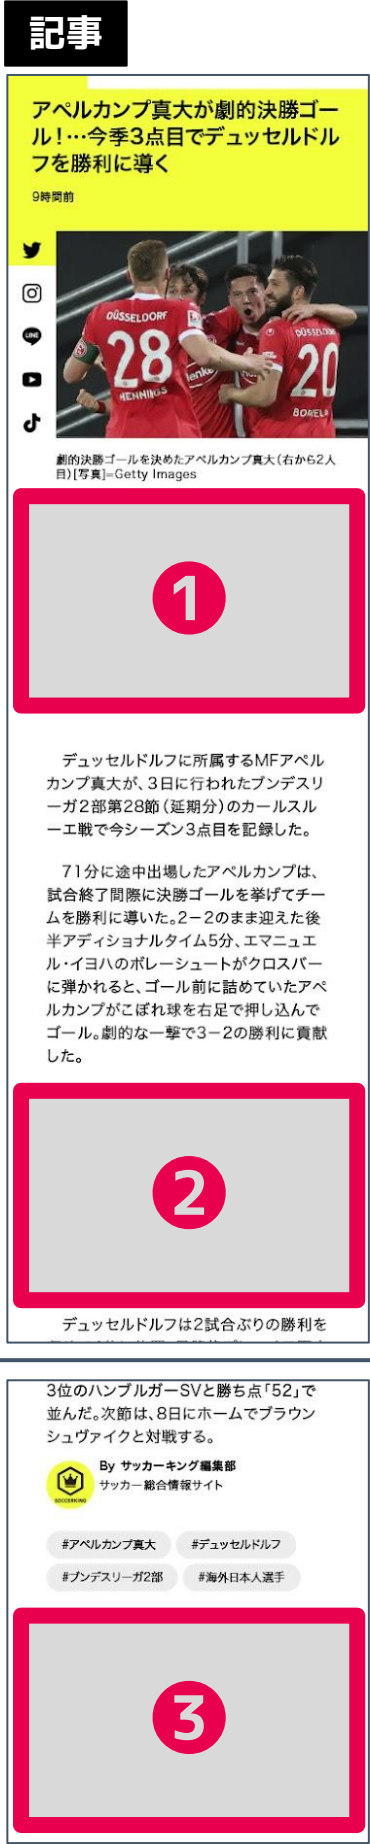 記事
アペルカンプ真大が劇的決勝ゴー
ル！…今季3点目でデュッセルドル
フを勝利に導く
9時間前
LINE
DÜSSELDORF
28
HENNINGS
Henke
DÜSSEL
20
BORELLO
劇的決勝ゴールを決めたアペルカンプ真大（右から2人
目）[写真]=Getty Images
1
デュッセルドルフに所属するMFアペル
カンプ真大が、3日に行われたブンデスリ
ーガ2部第28節（延期分）のカールスル
ーエ戦で今シーズン3点目を記録した。
71分に途中出場したアペルカンプは、
試合終了間際に決勝ゴールを挙げてチー
ムを勝利に導いた。2－2のまま迎えた後
半アディショナルタイム5分、エマニュエ
ル・イヨハのボレーシュートがクロスバー
に弾かれると、ゴール前に詰めていたアペ
ルカンプがこぼれ球を右足で押し込んで
ゴール。劇的な一撃で3－2の勝利に貢献
した。
2
デュッセルドルフは2試合ぶりの勝利を
3位のハンブルガーSVと勝ち点「52」で
並んだ。次節は、8日にホームでブラウン
シュヴァイクと対戦する。
By サッカーキング編集部
サッカー総合情報サイト
SOCCERKING
#アペルカンプ真大 #デュッセルドルフ
#ブンデスリーガ2部 #海外日本人選手
3